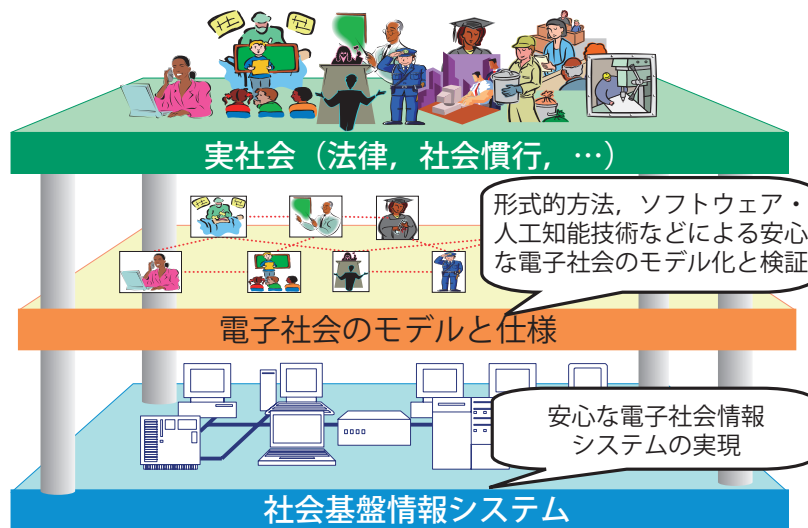 実社会（法律，社会慣行，…）
形式的方法，ソフトウェア・
人工知能技術などによる安心
な電子社会のモデル化と検証
電子社会のモデルと仕様
安心な電子社会情報
システムの実現
社会基盤情報システム